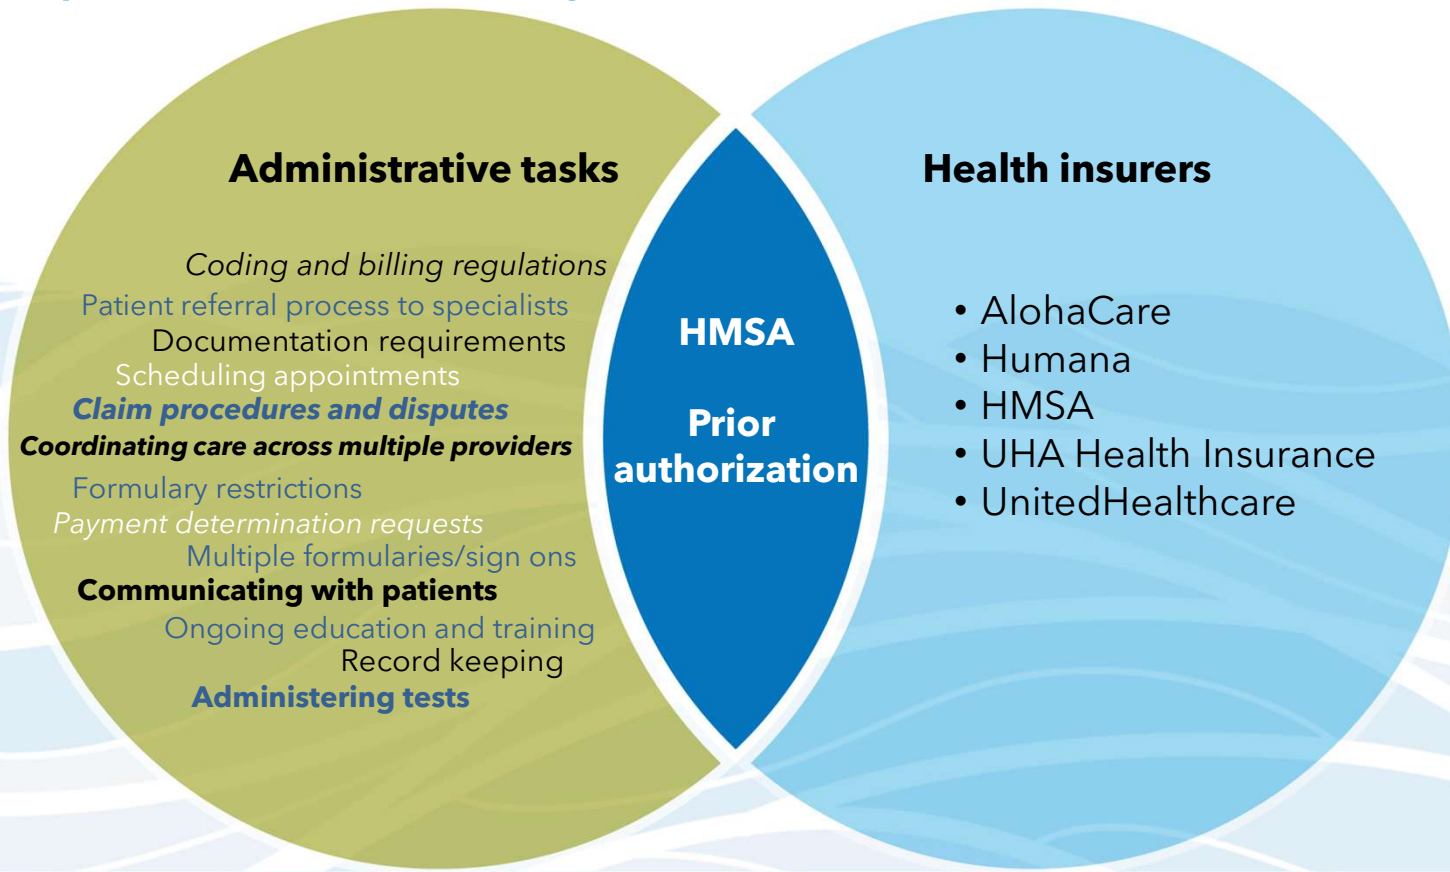 Administrative tasks
Coding and billing regulations
Patient referral process to specialists
Documentation requirements
Scheduling appointments
Claim procedures and disputes
Coordinating care across multiple providers
Formulary restrictions
Payment determination requests
Multiple formularies/sign ons
Communicating with patients
Ongoing education and training
Record keeping
Administering tests
HMSA
Prior
authorization
Health insurers
• AlohaCare
• Humana
• HMSA
• UHA Health Insurance
• UnitedHealthcare